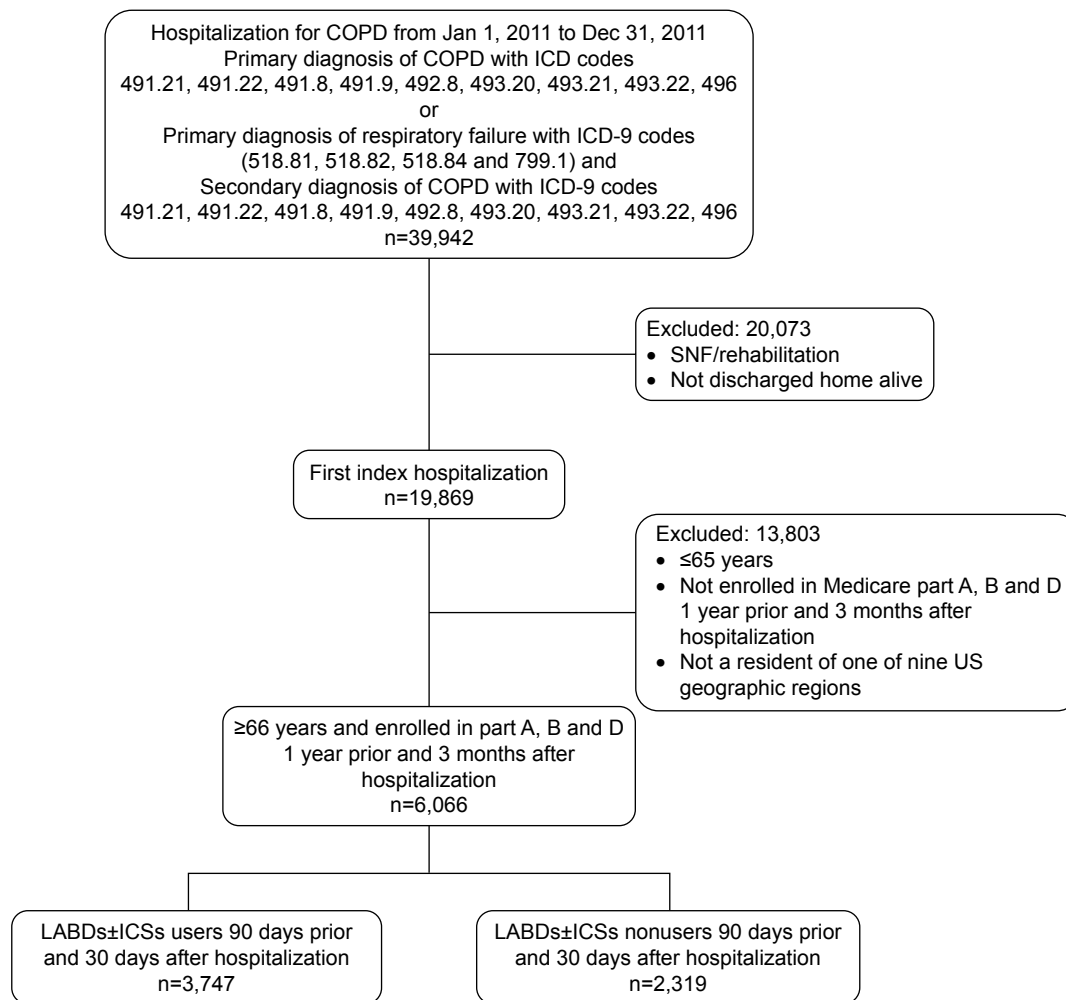 Hospitalization for COPD from Jan 1, 2011 to Dec 31, 2011
Primary diagnosis of COPD with ICD codes
491.21, 491.22, 491.8, 491.9, 492.8, 493.20, 493.21, 493.22, 496
or
Primary diagnosis of respiratory failure with ICD-9 codes
(518.81, 518.82, 518.84 and 799.1) and
Secondary diagnosis of COPD with ICD-9 codes
491.21, 491.22, 491.8, 491.9, 492.8, 493.20, 493.21, 493.22, 496
n=39,942
Excluded: 20,073
• SNF/rehabilitation
• Not discharged home alive
First index hospitalization
n=19,869
Excluded: 13,803
• ≤65 years
• Not enrolled in Medicare part A, B and D
1 year prior and 3 months after
hospitalization
• Not a resident of one of nine US
geographic regions
≥66 years and enrolled in part A, B and D
1 year prior and 3 months after
hospitalization
n=6,066
LABDs±ICSs users 90 days prior
and 30 days after hospitalization
n=3,747
LABDs±ICSs nonusers 90 days prior
and 30 days after hospitalization
n=2,319